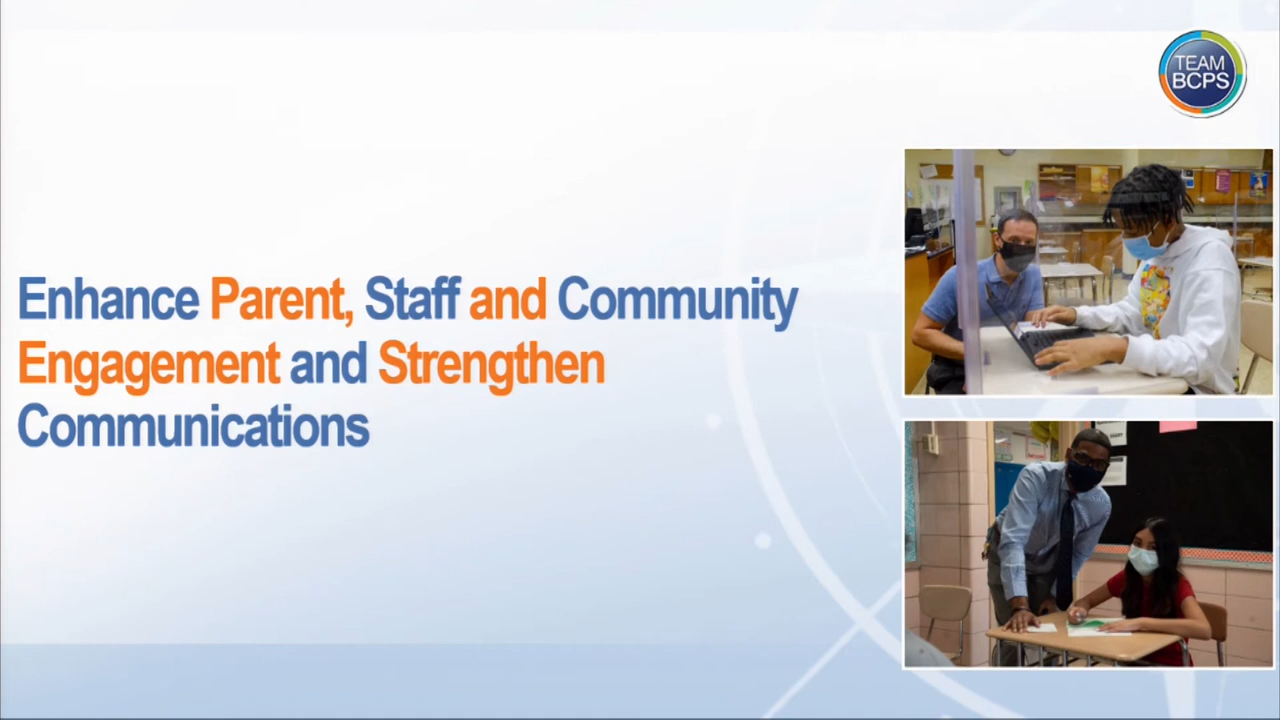 TEAM
BCPS
Enhance Parent, Staff and Community
Engagement and Strengthen
Communications